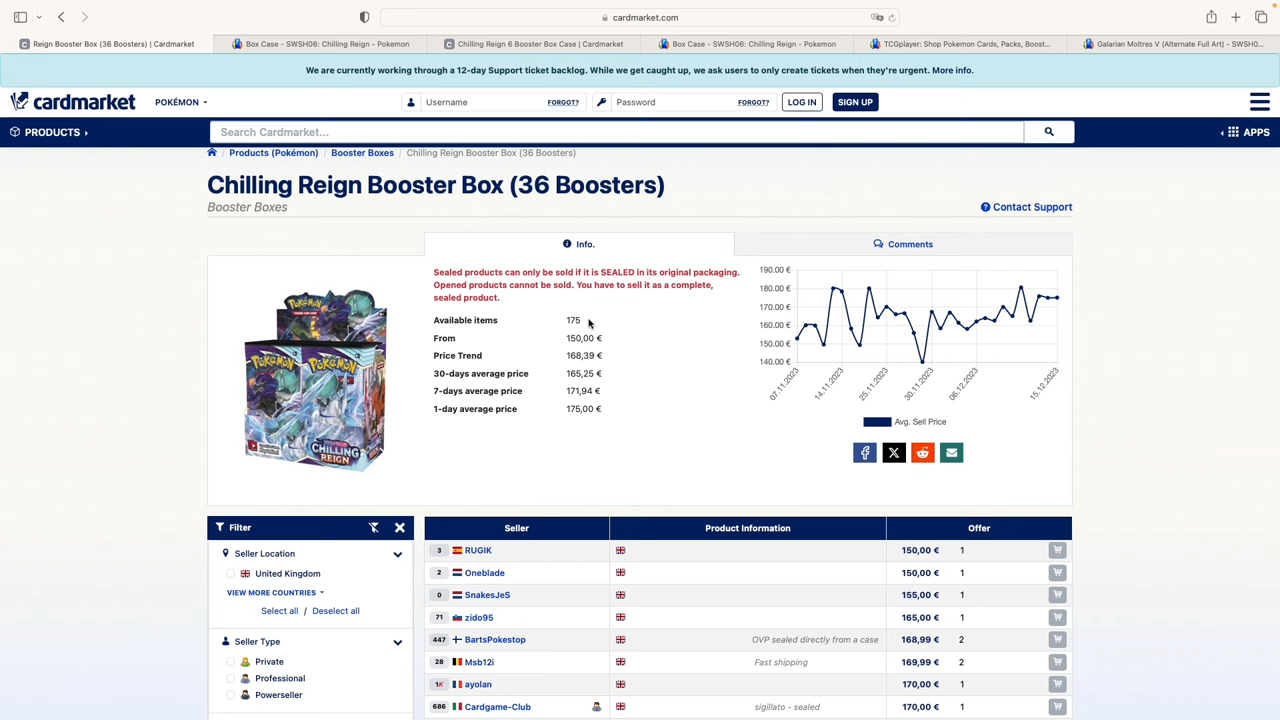 cardmarket.com
Reign Booster Box (36 Boosters) | Cardmarket
Box Case - SWSH06: Chilling Reign - Pokemon
Chilling Reign 6 Booster Box Case | Cardmarket
Box Case - SWSH06: Chilling Reign - Pokemon
TCGplayer: Shop Pokemon Cards, Packs, Boost...
Galarian Moltres V (Alternate Full Art) - SWSH0...
We are currently working through a 12-day Support ticket backlog. While we get caught up, we ask users to only create tickets when they're urgent. More info.
cardmarket
POKÉMON
Username
FORGOT?
Password
FORGOT?
LOG IN
SIGN UP
PRODUCTS
Search Cardmarket...
APPS
/ Products (Pokémon) / Booster Boxes / Chilling Reign Booster Box (36 Boosters)
Chilling Reign Booster Box (36 Boosters)
Booster Boxes
Contact Support
Info.
Comments
POKÉMON
CHILLING
REIGN
Sealed products can only be sold if it is SEALED in its original packaging.
Opened products cannot be sold. You have to sell it as a complete,
sealed product.
Available items 175
From 150,00 €
Price Trend 168,39 €
30-days average price 165,25 €
7-days average price 171,94 €
1-day average price 175,00 €
190.00 €
180.00 €
170.00 €
160.00 €
150.00 €
140.00 €
07.11.2023
14.11.2023
25.11.2023
30.11.2023
06.12.2023
15.12.2023
Avg. Sell Price
Filter
Seller Location
United Kingdom
VIEW MORE COUNTRIES
Select all / Deselect all
Seller Type
Private
Professional
Powerseller
Seller Product Information Offer
3 RUGIK 150,00 € 1
2 Oneblade 150,00 € 1
0 SnakesJeS 155,00 € 1
71 zido95 165,00 € 1
447 BartsPokestop OVP sealed directly from a case 168,99 € 2
28 Msb12i Fast shipping 169,99 € 2
1K ayolan 170,00 € 1
686 Cardgame-Club sigillato - sealed 170,00 € 1